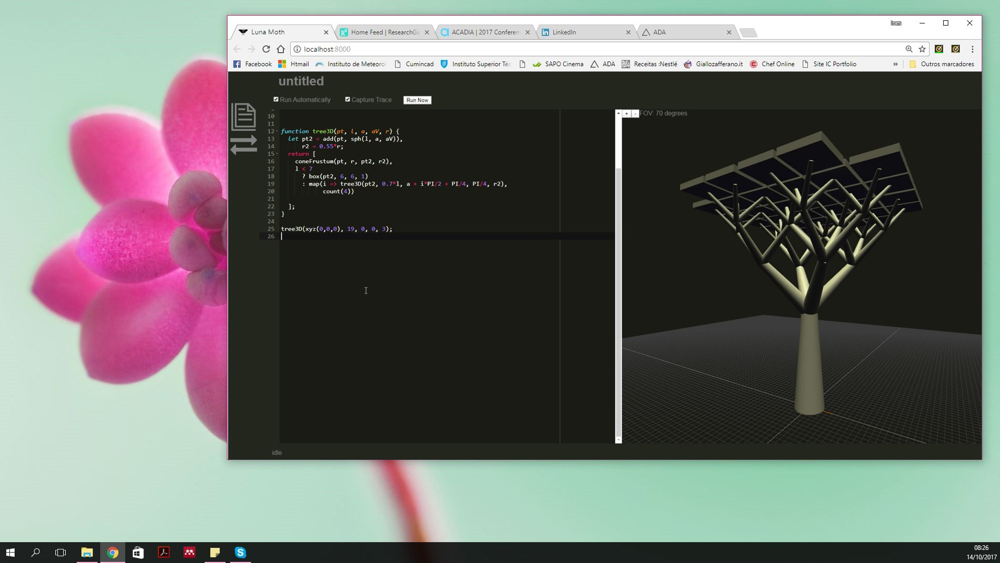 Ines
Luna Moth
Home Feed | ResearchGa
ACADIA | 2017 Conferen
LinkedIn
ADA
localhost:8000
Facebook
Htmail
Instituto de Meteorol
Cumincad
Instituto Superior Téc
SAPO Cinema
ADA
Receitas :Nestlé
Giallozafferano.it
Chef Online
Site IC Portfolio
»
Outros marcadores
untitled
Run Automatically
Capture Trace
Run Now
+ - FOV: 70 degrees
10
11
12 function tree3D(pt, l, a, aV, r) {
13 let pt2 = add(pt, sph(l, a, aV)),
14 r2 = 0.55*r;
15 return [
16 coneFrustum(pt, r, pt2, r2),
17 l < 7
18 ? box(pt2, 6, 6, 1)
19 : map(i => tree3D(pt2, 0.7*l, a + i*PI/2 + PI/4, PI/4, r2),
20 count(4))
21
22 ];
23 }
24
25 tree3D(xyz(0,0,0), 19, 0, 0, 3);
26
idle
08:26
14/10/2017